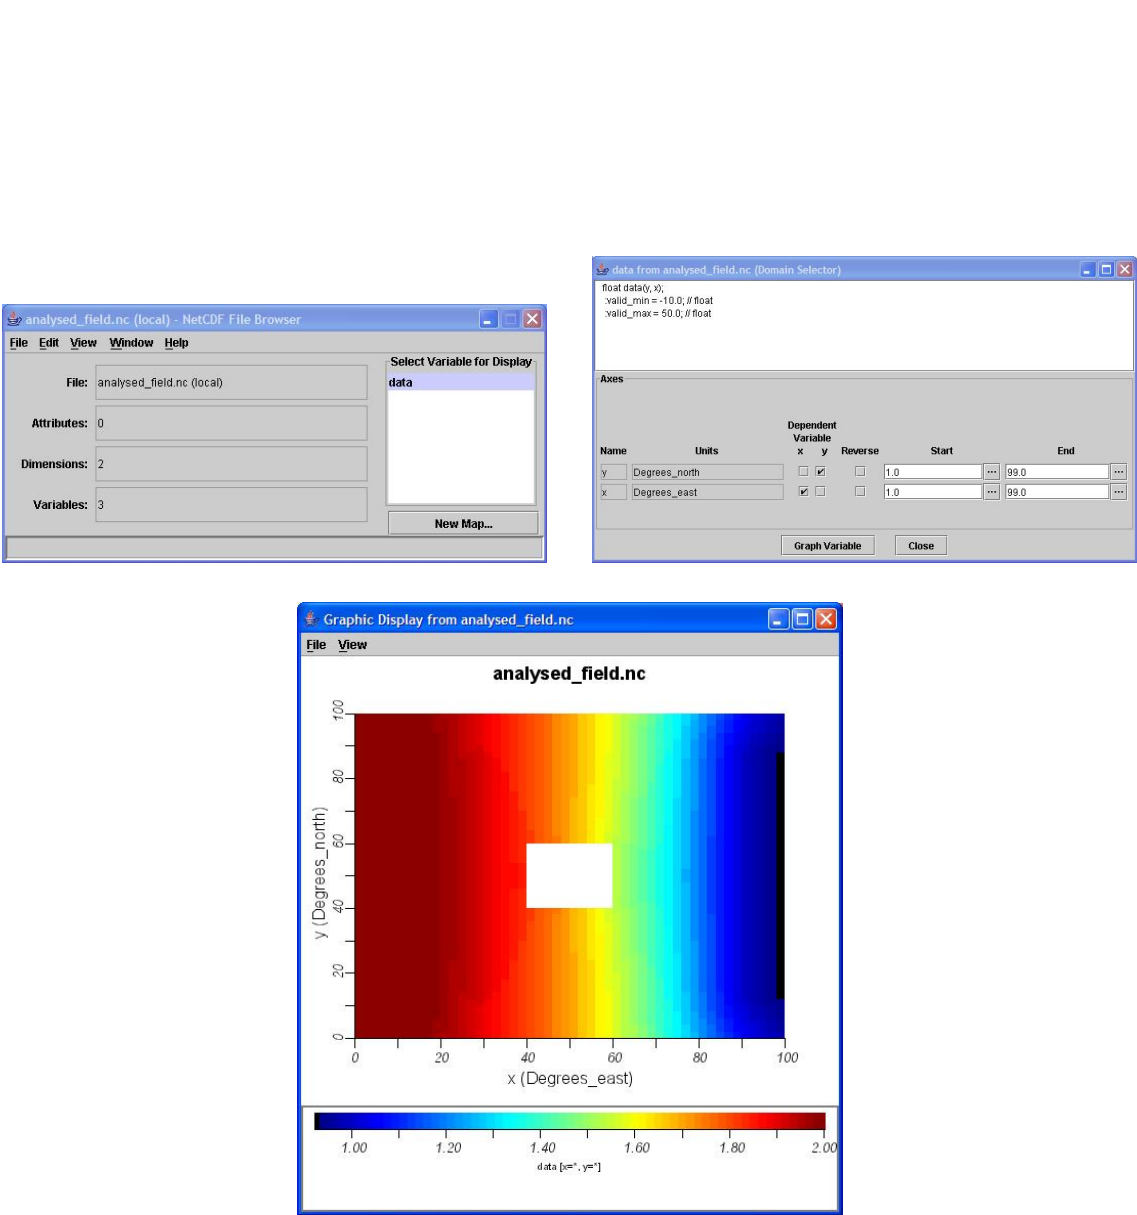 analysed_field.nc (local) - NetCDF File Browser
File Edit View Window Help
File: analysed_field.nc (local)
Attributes: 0
Dimensions: 2
Variables: 3
Select Variable for Display
data
New Map...
data from analysed_field.nc (Domain Selector)
float data(y, x);
:valid_min = -10.0; // float
:valid_max = 50.0; // float
Axes
Dependent
Variable
Name Units x y Reverse Start End
y Degrees_north 1.0 ... 99.0 ...
x Degrees_east 1.0 ... 99.0 ...
Graph Variable Close
Graphic Display from analysed_field.nc
File View
analysed_field.nc
y (Degrees_north)
100
80
60
40
20
0
0 20 40 60 80 100
x (Degrees_east)
1.00 1.20 1.40 1.60 1.80 2.00
data [x=*, y=*]